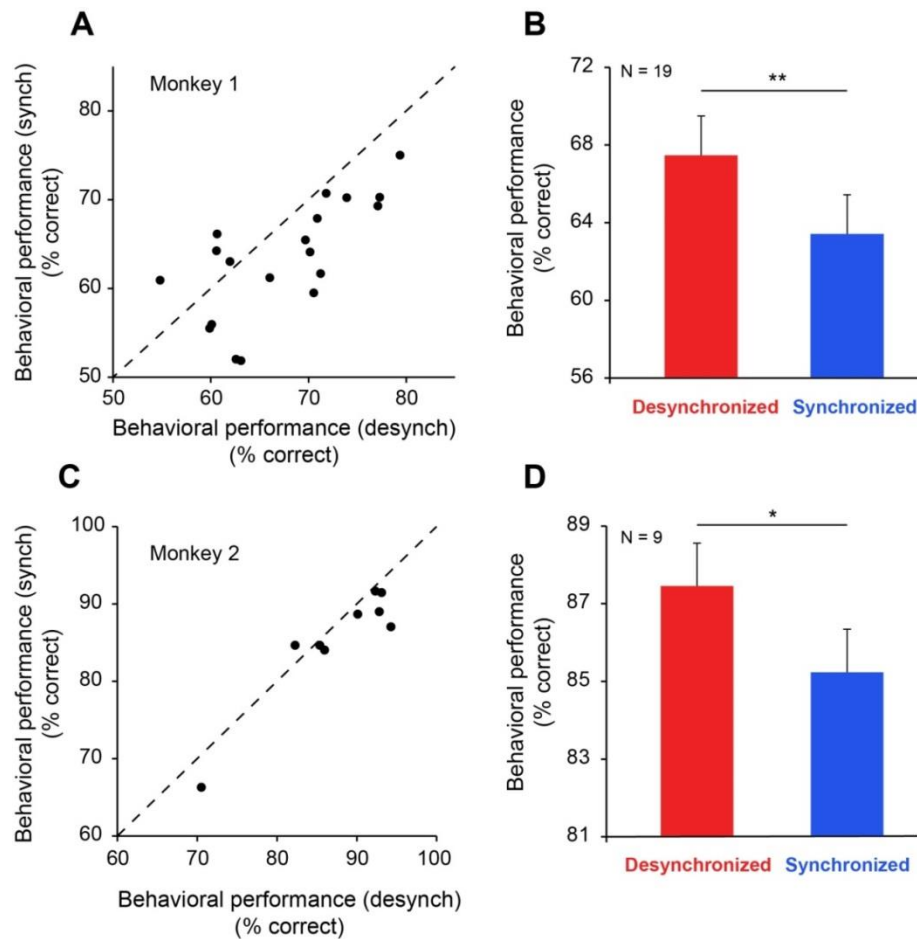 A
Monkey 1
Behavioral performance (synch)
(% correct)
80
70
60
50
50
60
70
80
Behavioral performance (desynch)
(% correct)
B
N = 19
**
Behavioral performance
(% correct)
72
68
64
60
56
Desynchronized
Synchronized
C
Monkey 2
Behavioral performance (synch)
(% correct)
100
90
80
70
60
60
70
80
90
100
Behavioral performance (desynch)
(% correct)
D
N = 9
*
Behavioral performance
(% correct)
89
87
85
83
81
Desynchronized
Synchronized